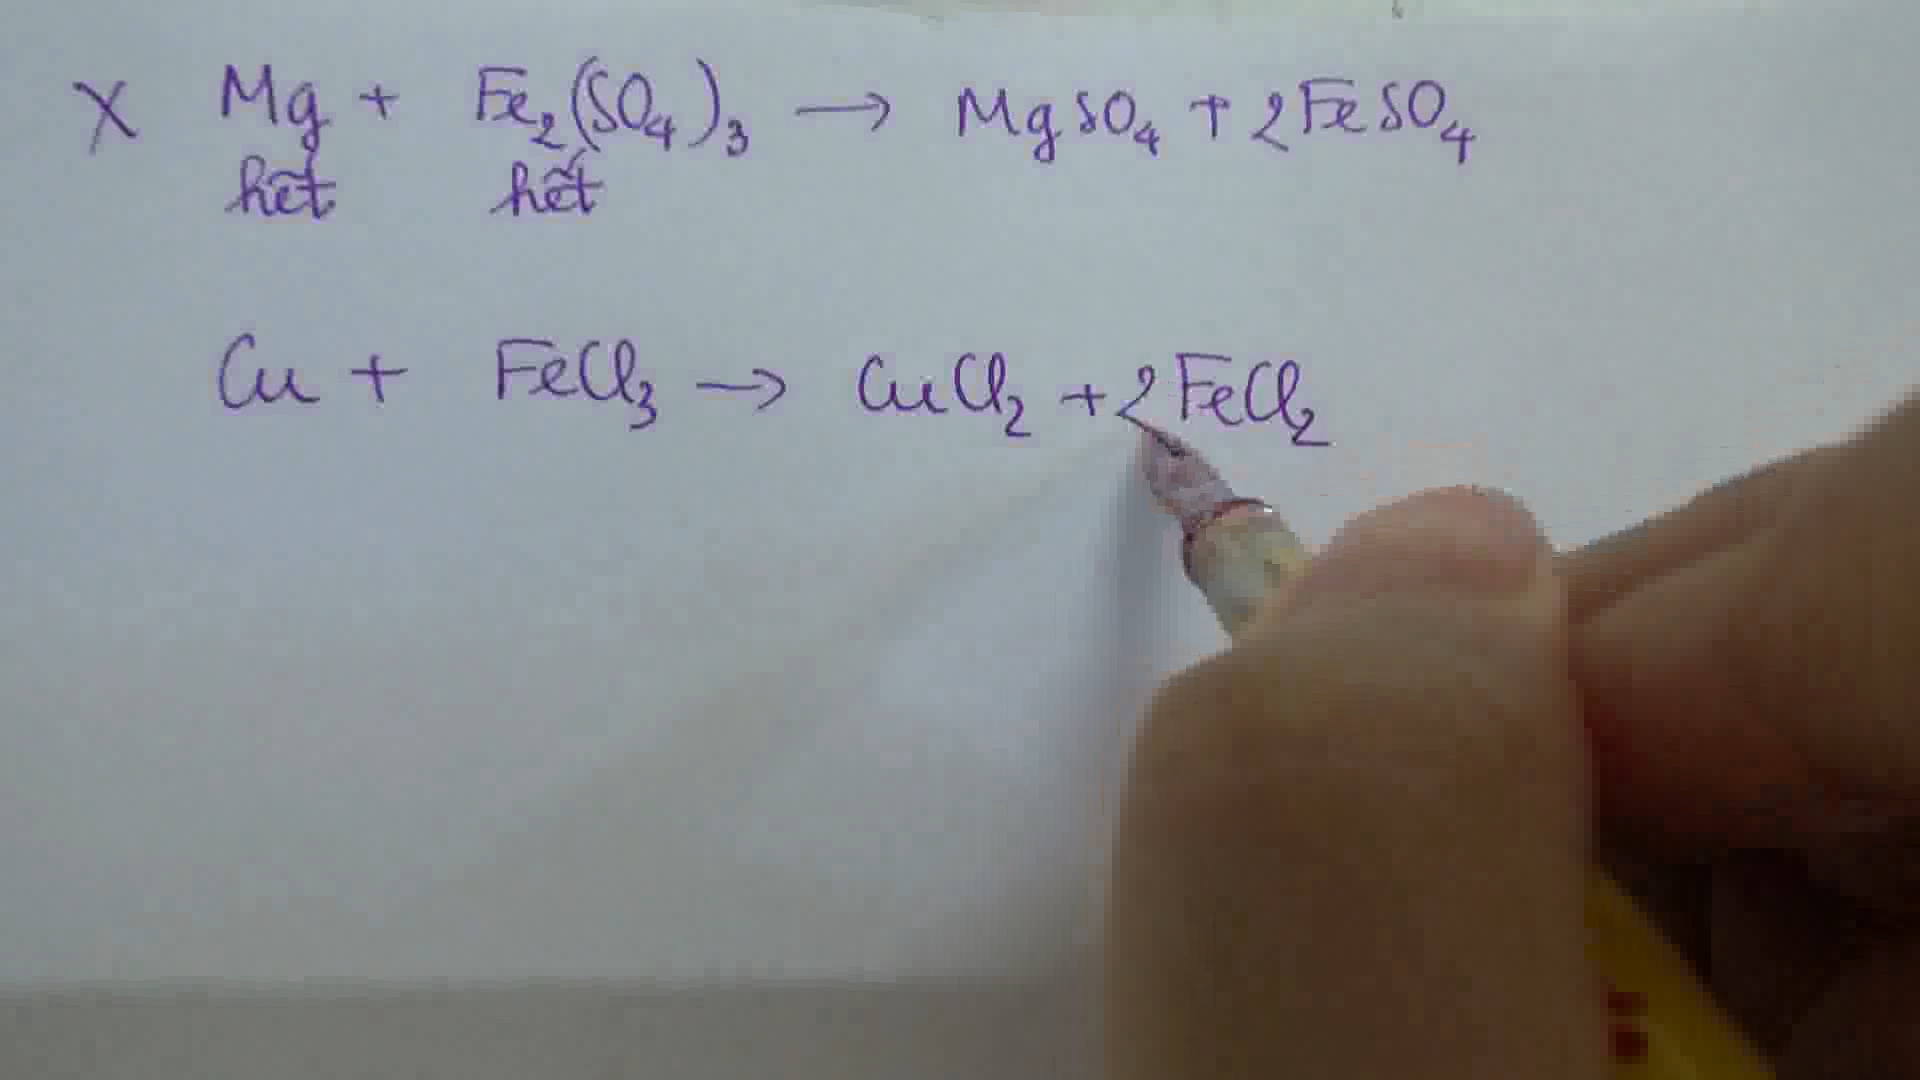 X Mg + Fe₂(SO₄)₃ → MgSO₄ + 2FeSO₄
hết hết
Cu + FeCl₃ → CuCl₂ + 2FeCl₂